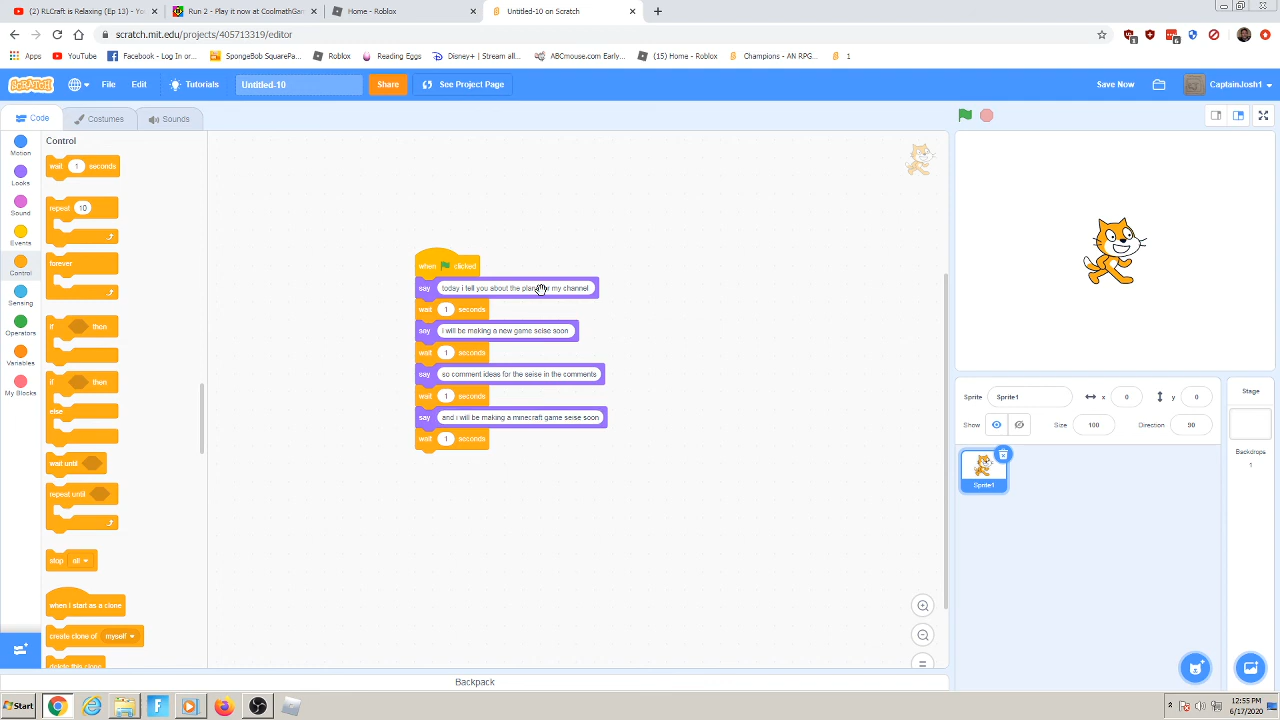 (2) RLCraft is Relaxing (Ep 13) - Yo
Run 2 - Play it now at CoolmathGa
Home - Roblox
Untitled-10 on Scratch
scratch.mit.edu/projects/405713319/editor
Apps YouTube Facebook - Log In or... SpongeBob SquarePa... Roblox Reading Eggs Disney+ | Stream all... ABCmouse.com Early... (15) Home - Roblox Champions - AN RPG... 1
SCRATCH File Edit Tutorials Untitled-10 Share See Project Page Save Now CaptainJosh1
Code Costumes Sounds
Motion
Looks
Sound
Events
Control
Sensing
Operators
Variables
My Blocks
Control
wait 1 seconds
repeat 10
forever
if then
if then
else
wait until
repeat until
stop all
when I start as a clone
create clone of myself
delete this clone
when clicked
say today i tell you about the my channel
wait 1 seconds
say i will be making a new game seise soon
wait 1 seconds
say so comment ideas for the seise in the comments
wait 1 seconds
say and i will be making a minecraft game seise soon
wait 1 seconds
Sprite Sprite1 x 0 y 0
Show Size 100 Direction 90
Sprite1
Stage
Backdrops
1
Backpack
Start
12:55 PM
6/17/2020